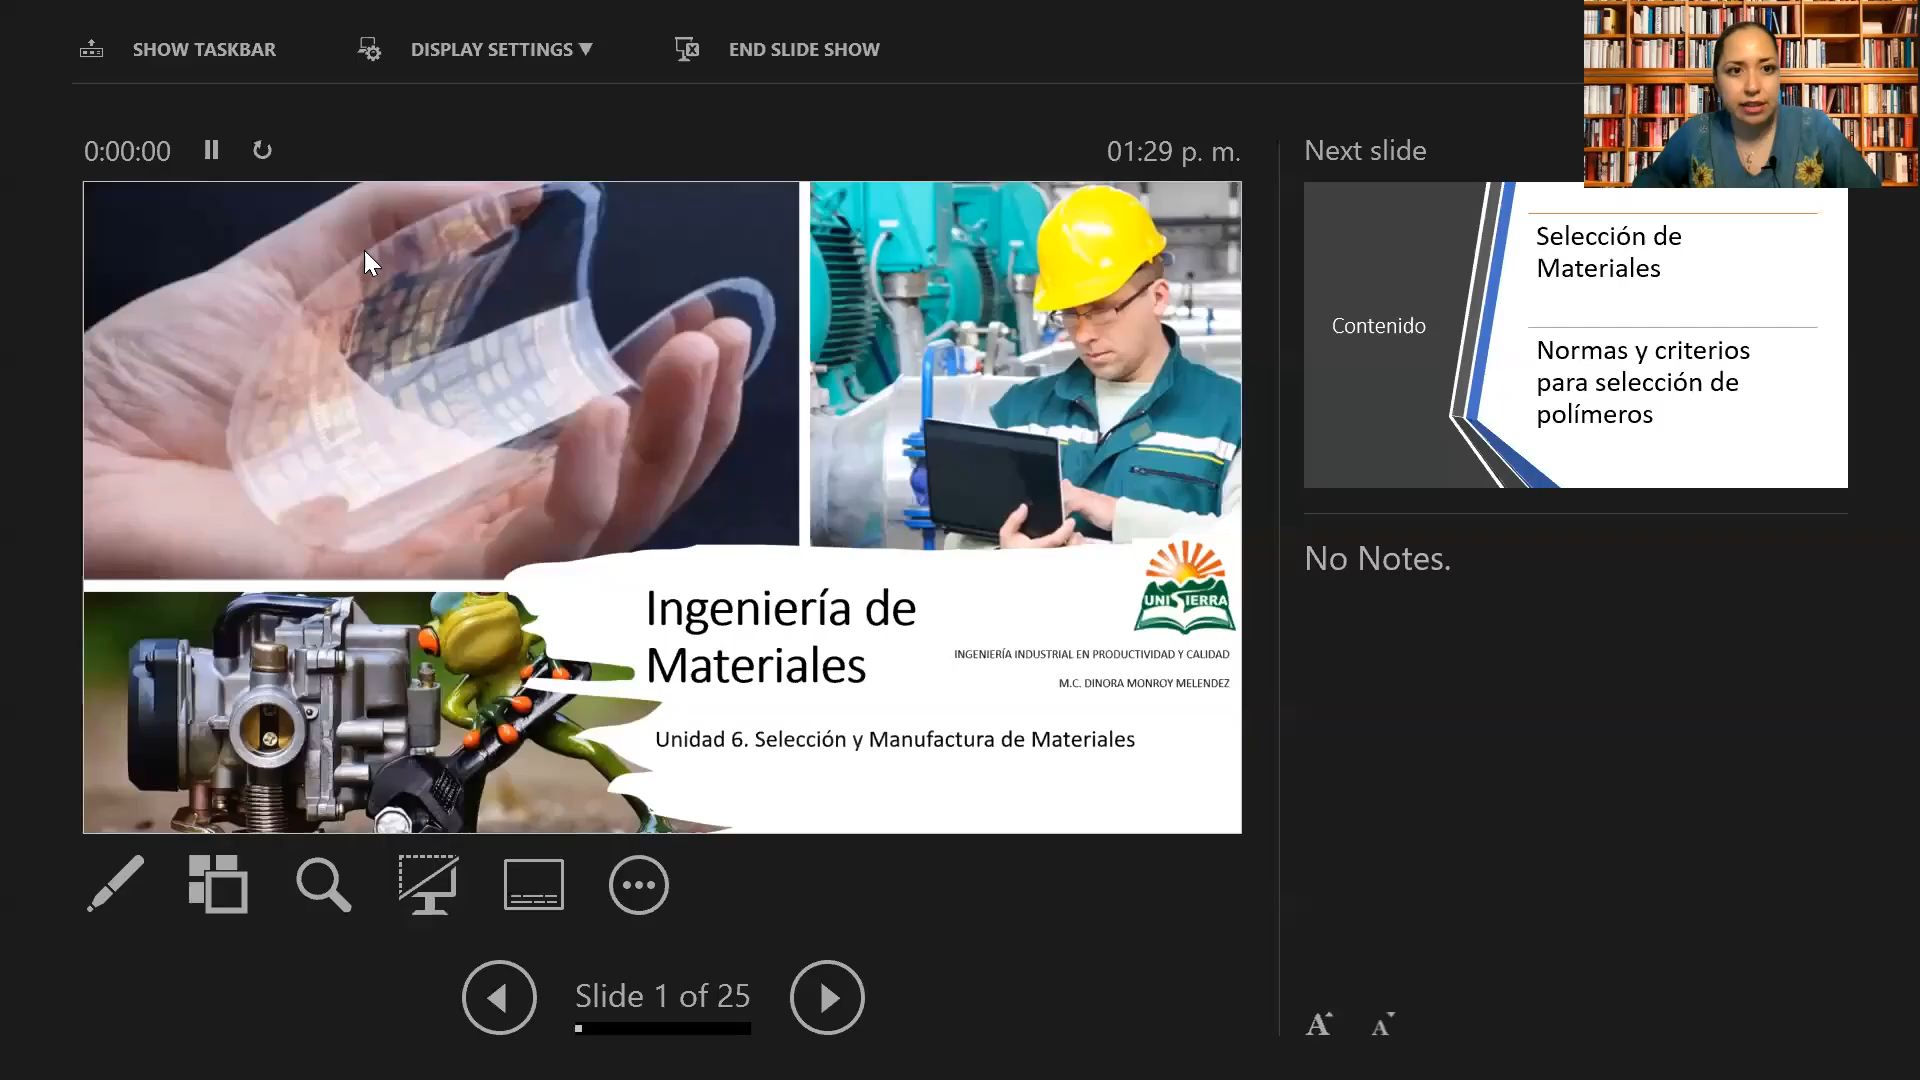 SHOW TASKBAR
DISPLAY SETTINGS ▼
END SLIDE SHOW
0:00:00
01:29 p. m.
Next slide
Contenido
Selección de
Materiales
Normas y criterios
para selección de
polímeros
No Notes.
Ingeniería de
Materiales
UNISIERRA
INGENIERÍA INDUSTRIAL EN PRODUCTIVIDAD Y CALIDAD
M.C. DINORA MONROY MELENDEZ
Unidad 6. Selección y Manufactura de Materiales
Slide 1 of 25
A
A